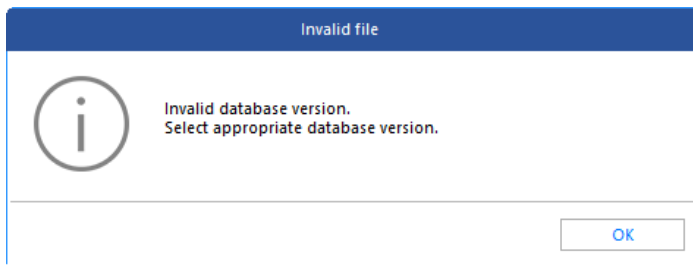 Invalid file
Invalid database version.
Select appropriate database version.
OK